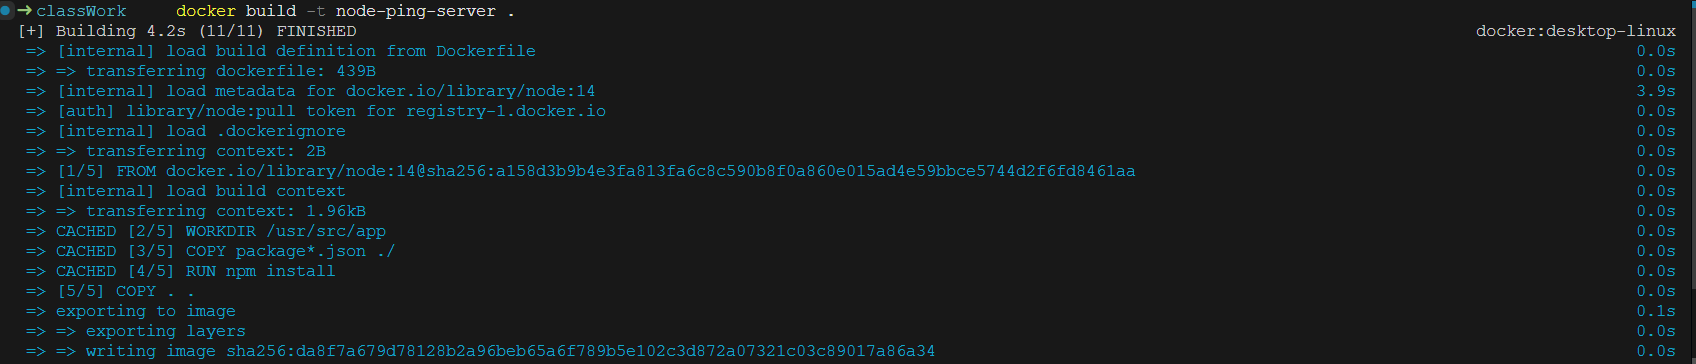 ➜ classWork docker build -t node-ping-server .
[+] Building 4.2s (11/11) FINISHED docker:desktop-linux
=> [internal] load build definition from Dockerfile 0.0s
=> => transferring dockerfile: 439B 0.0s
=> [internal] load metadata for docker.io/library/node:14 3.9s
=> [auth] library/node:pull token for registry-1.docker.io 0.0s
=> [internal] load .dockerignore 0.0s
=> => transferring context: 2B 0.0s
=> [1/5] FROM docker.io/library/node:14@sha256:a158d3b9b4e3fa813fa6c8c590b8f0a860e015ad4e59bbce5744d2f6fd8461aa 0.0s
=> [internal] load build context 0.0s
=> => transferring context: 1.96kB 0.0s
=> CACHED [2/5] WORKDIR /usr/src/app 0.0s
=> CACHED [3/5] COPY package*.json ./ 0.0s
=> CACHED [4/5] RUN npm install 0.0s
=> [5/5] COPY . . 0.0s
=> exporting to image 0.1s
=> => exporting layers 0.0s
=> => writing image sha256:da8f7a679d78128b2a96beb65a6f789b5e102c3d872a07321c03c89017a86a34 0.0s